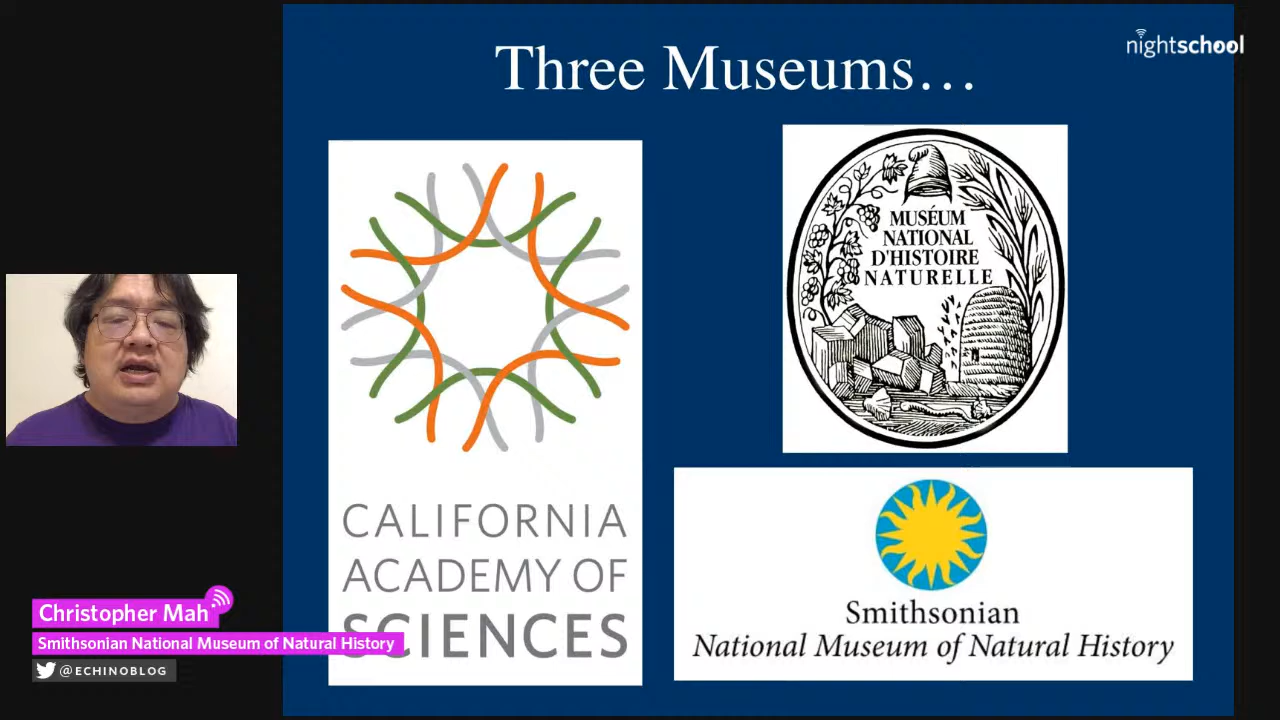 Three Museums...
nightschool
MUSÉUM
NATIONAL
D'HISTOIRE
NATURELLE
CALIFORNIA
ACADEMY OF
SCIENCES
Smithsonian
National Museum of Natural History
Christopher Mah
Smithsonian National Museum of Natural History
@ECHINOBLOG